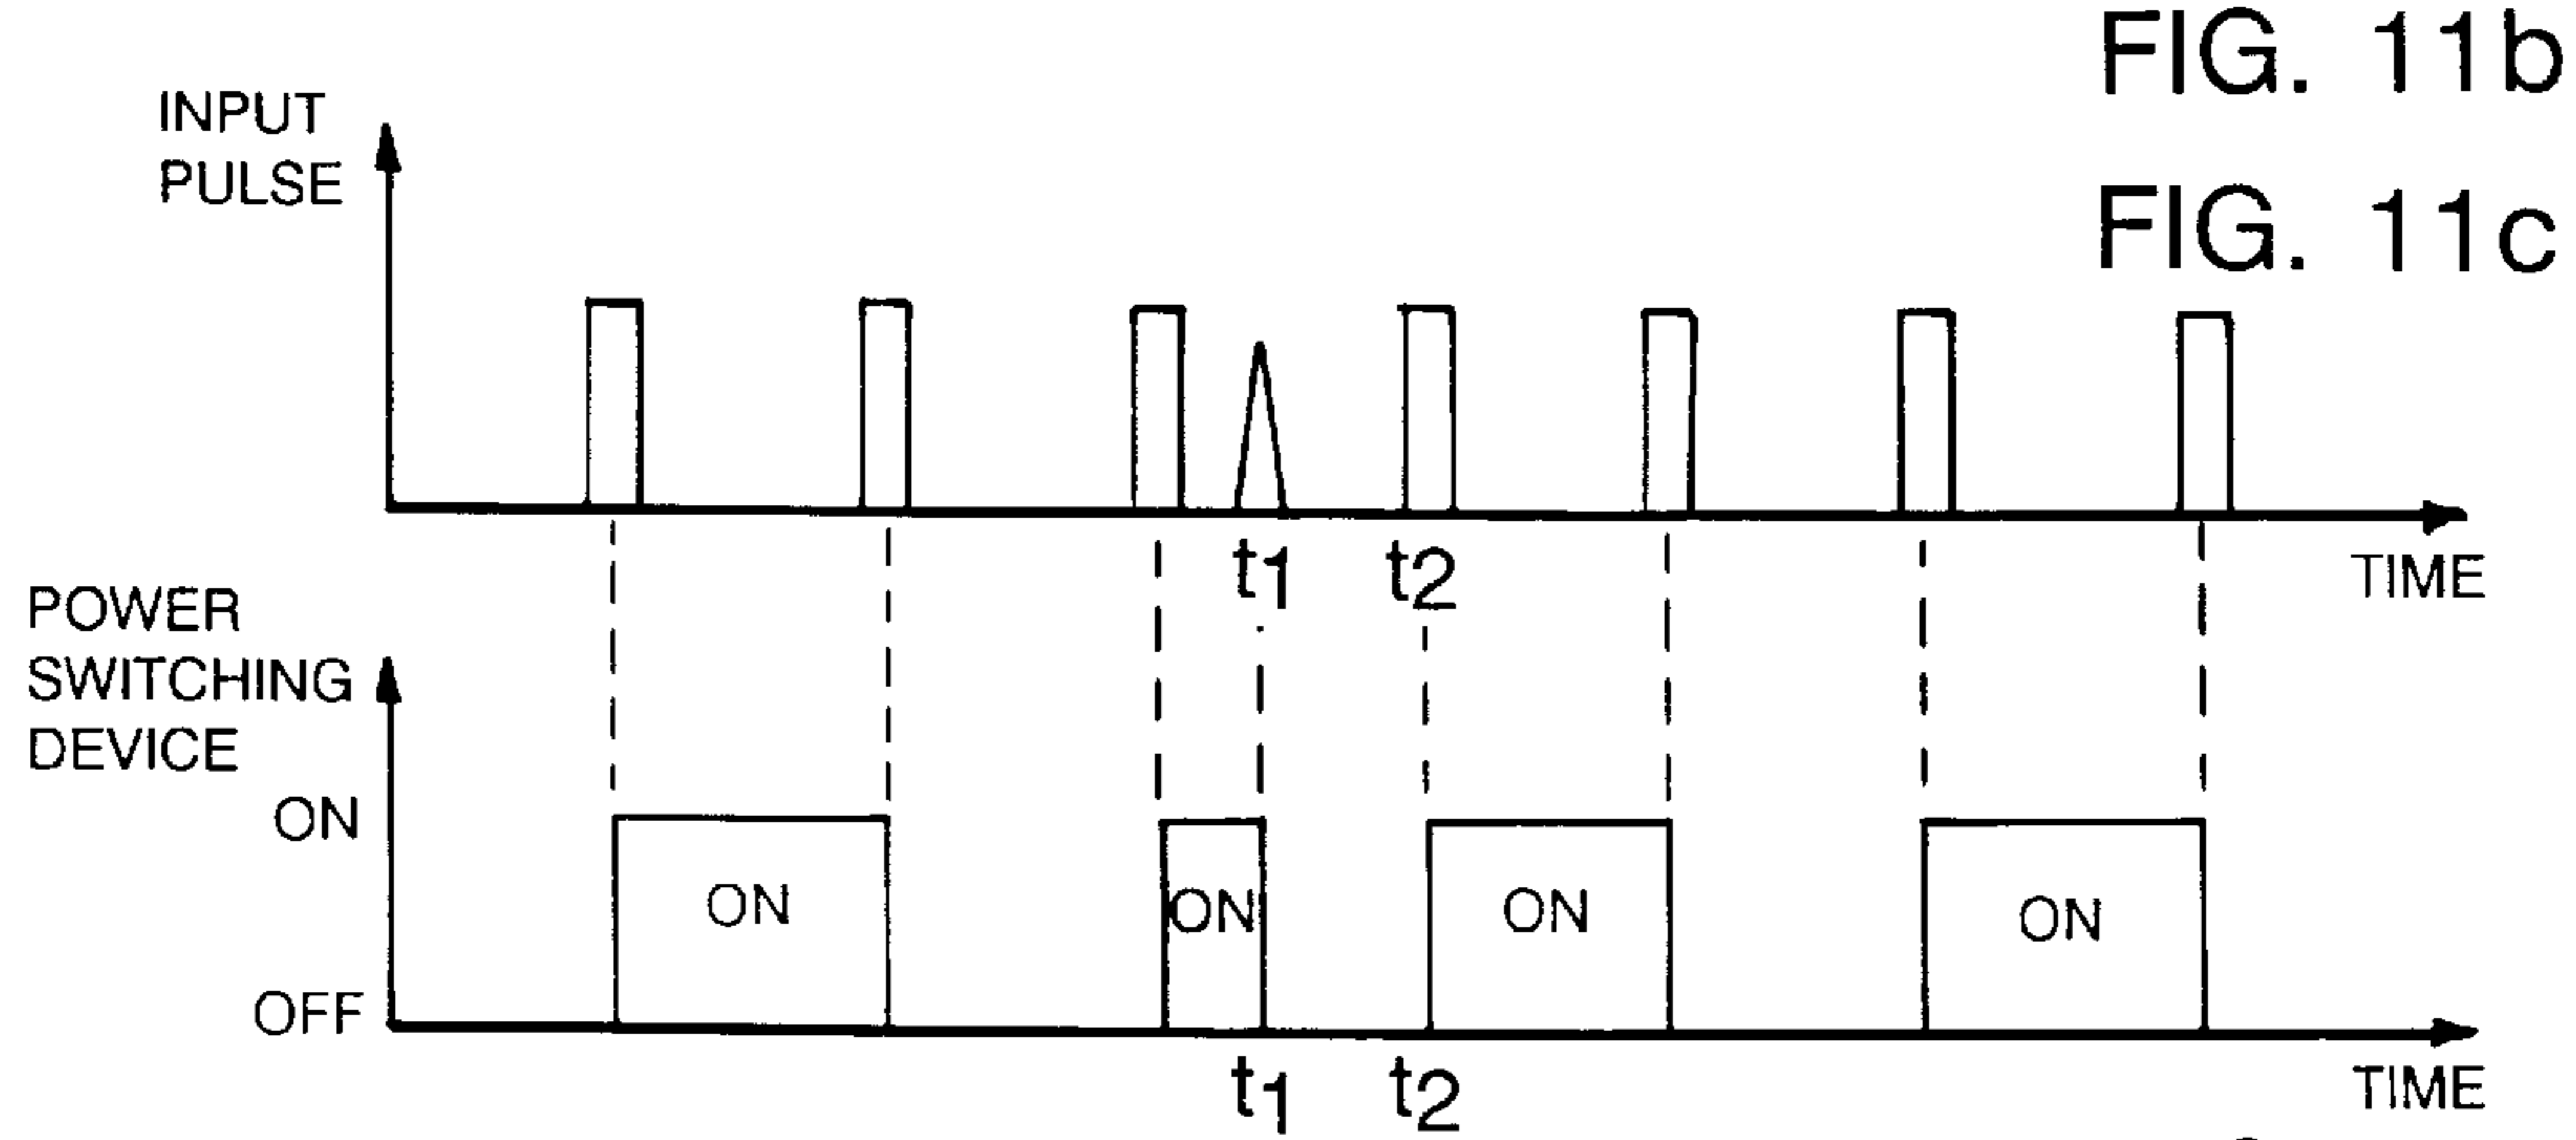 FIG. 11b
INPUT
PULSE
FIG. 11c
t1 t2
TIME
POWER
SWITCHING
DEVICE
ON
ON ON ON ON
OFF
t1 t2
TIME